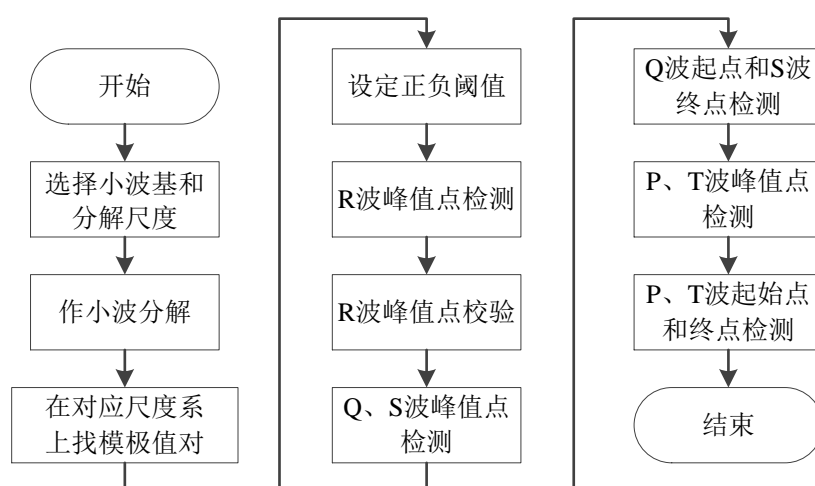 开始
选择小波基和
分解尺度
作小波分解
在对应尺度系
上找模极值对
设定正负阈值
R波峰值点检测
R波峰值点校验
Q、S波峰值点
检测
Q波起点和S波
终点检测
P、T波峰值点
检测
P、T波起始点
和终点检测
结束